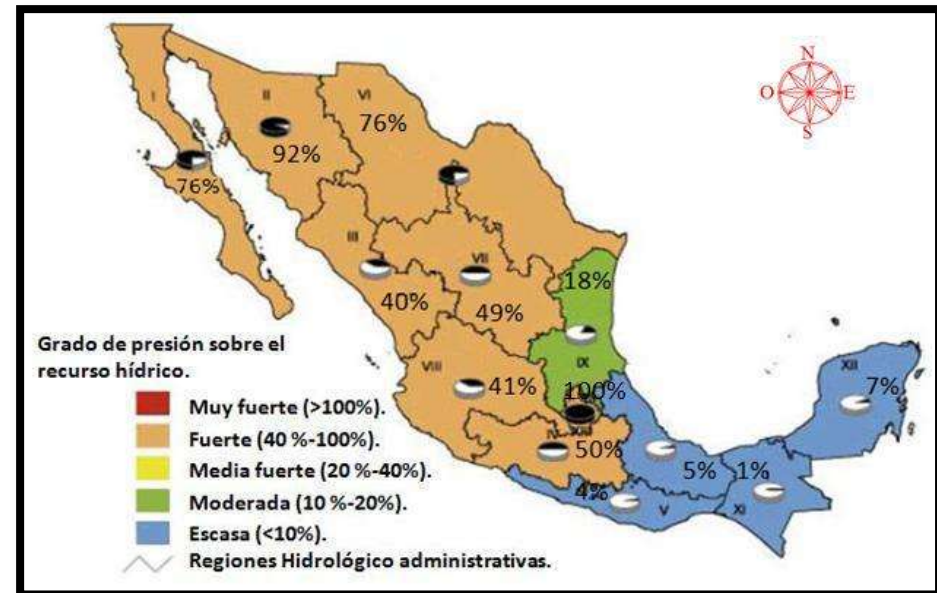 N
O E
S
I
II
VI
76%
92%
76%
III
VII
40%
49%
18%
IX
VIII
41%
100%
XIII
IV
50%
XII
7%
5%
1%
4%
V
XI
Grado de presión sobre el
recurso hídrico.
Muy fuerte (>100%).
Fuerte (40 %-100%).
Media fuerte (20 %-40%).
Moderada (10 %-20%).
Escasa (<10%).
Regiones Hidrológico administrativas.